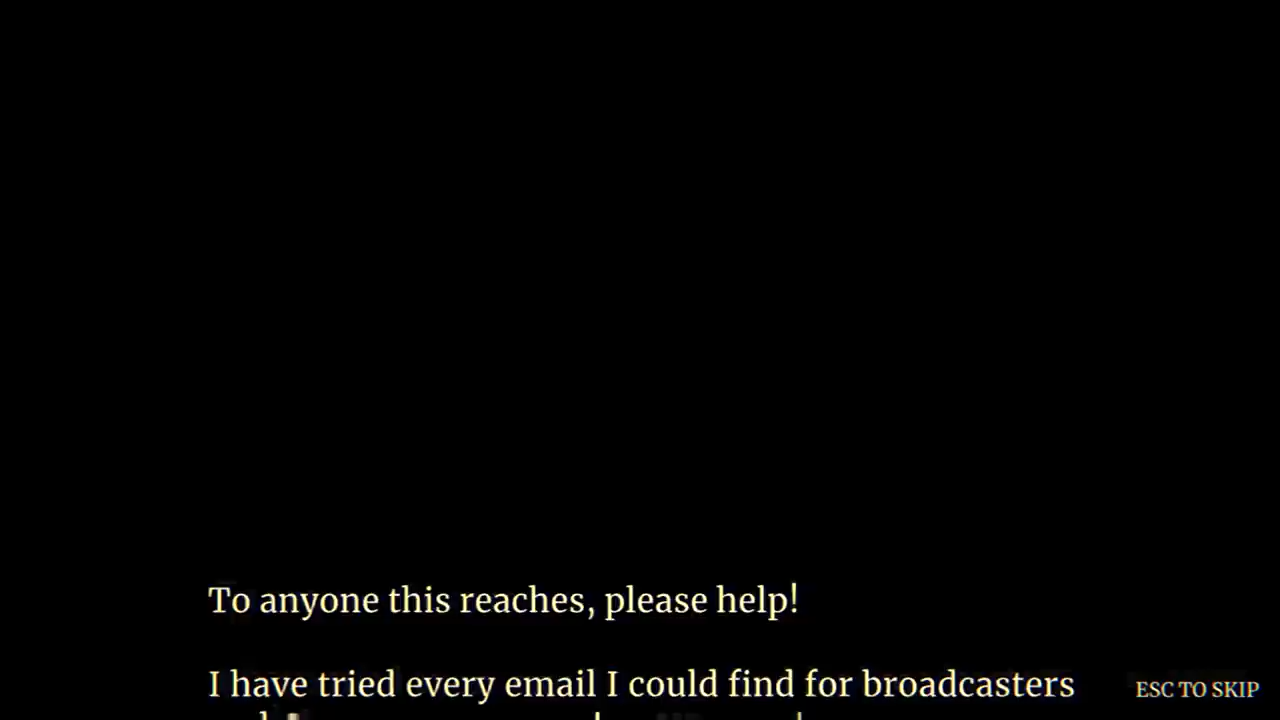 To anyone this reaches, please help!
I have tried every email I could find for broadcasters
ESC TO SKIP